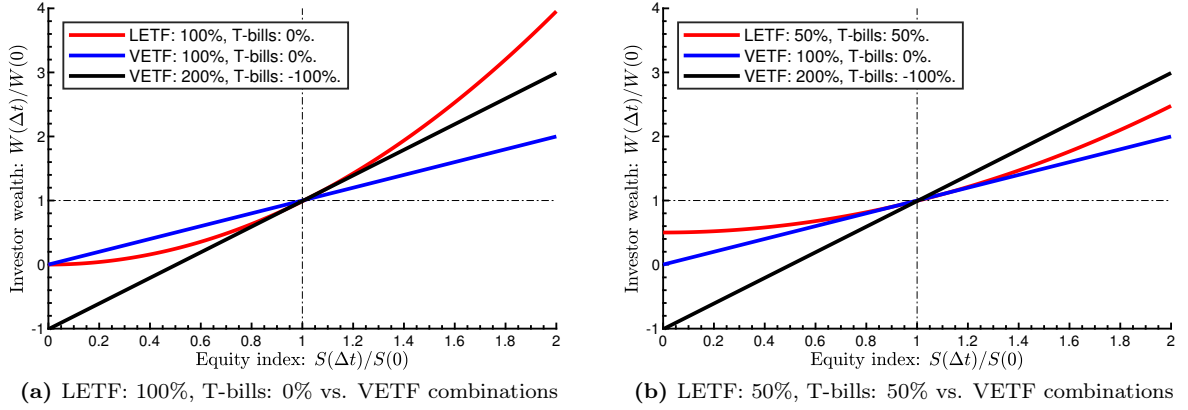 4
3
2
1
0
-1
Investor wealth: W(Δt)/W(0)
LETF: 100%, T-bills: 0%.
VETF: 100%, T-bills: 0%.
VETF: 200%, T-bills: -100%.
0 0.2 0.4 0.6 0.8 1 1.2 1.4 1.6 1.8 2
Equity index: S(Δt)/S(0)
(a) LETF: 100%, T-bills: 0% vs. VETF combinations
4
3
2
1
0
-1
Investor wealth: W(Δt)/W(0)
LETF: 50%, T-bills: 50%.
VETF: 100%, T-bills: 0%.
VETF: 200%, T-bills: -100%.
0 0.2 0.4 0.6 0.8 1 1.2 1.4 1.6 1.8 2
Equity index: S(Δt)/S(0)
(b) LETF: 50%, T-bills: 50% vs. VETF combinations